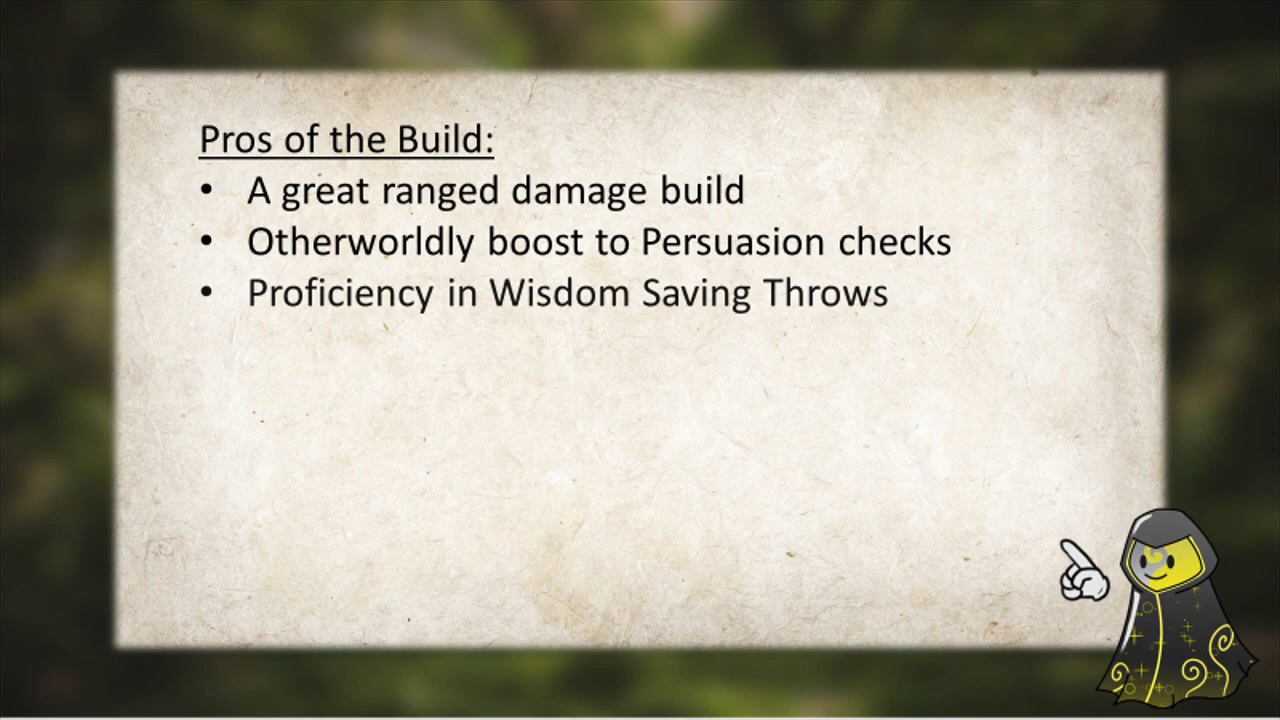 Pros of the Build:
• A great ranged damage build
• Otherworldly boost to Persuasion checks
• Proficiency in Wisdom Saving Throws